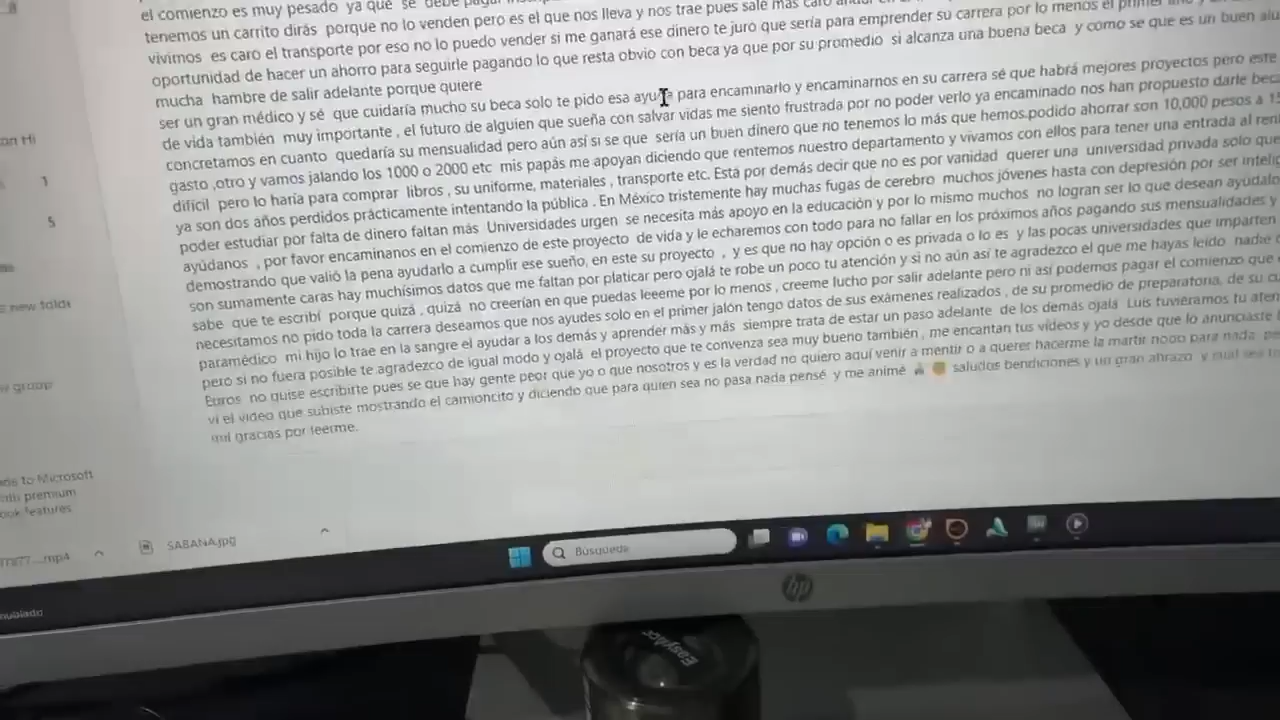 el comienzo es muy pesado ya que se debe pagar
tenemos un carrito dirás porque no lo venden pero es el que nos lleva y nos trae pues sale más caro
vivimos es caro el transporte por eso no lo puedo vender si me ganará ese dinero te juro que sería para emprender su carrera por lo menos el primer
oportunidad de hacer un ahorro para seguirle pagando lo que resta obvio con beca ya que por su promedio si alcanza una buena beca y como se que es un buen
mucha hambre de salir adelante porque quiere
ser un gran médico y sé que cuidaría mucho su beca solo te pido esa ayuda para encaminarlo y encaminarnos en su carrera sé que habrá mejores proyectos pero este
de vida también muy importante , el futuro de alguien que sueña con salvar vidas me siento frustrada por no poder verlo ya encaminado nos han propuesto darle
concretamos en cuanto quedaría su mensualidad pero aún así si se que sería un buen dinero que no tenemos lo más que hemos.podido ahorrar son 10,000 pesos a
gasto ,otro y vamos jalando los 1000 o 2000 etc mis papás me apoyan diciendo que rentemos nuestro departamento y vivamos con ellos para tener una entrada al
difícil pero lo haría para comprar libros , su uniforme, materiales , transporte etc. Está por demás decir que no es por vanidad querer una universidad privada solo que
ya son dos años perdidos prácticamente intentando la pública . En México tristemente hay muchas fugas de cerebro muchos jóvenes hasta con depresión por ser
poder estudiar por falta de dinero faltan más Universidades urgen se necesita más apoyo en la educación y por lo mismo muchos no logran ser lo que desean
ayúdanos , por favor encaminanos en el comienzo de este proyecto de vida y le echaremos con todo para no fallar en los próximos años pagando sus mensualidades y
demostrando que valió la pena ayudarlo a cumplir ese sueño, en este su proyecto , y es que no hay opción o es privada o lo es y las pocas universidades que imparten
son sumamente caras hay muchísimos datos que me faltan por platicar pero ojalá te robe un poco tu atención y si no aún así te agradezco el que me hayas leído nadie
sabe que te escribí porque quizá , quizá no creerían en que puedas leeeme por lo menos , creeme lucho por salir adelante pero ni así podemos pagar el comienzo que
necesitamos no pido toda la carrera deseamos que nos ayudes solo en el primer jalón tengo datos de sus exámenes realizados , de su promedio de preparatoria, de su
paramédico mi hijo lo trae en la sangre el ayudar a los demás y aprender más y más siempre trata de estar un paso adelante de los demás ojalá Luis tuviéramos tu
pero si no fuera posible te agradezco de igual modo y ojalá el proyecto que te convenza sea muy bueno también , me encantan tus vídeos y yo desde que lo anunciaste
Euros no quise escribirte pues se que hay gente peor que yo o que nosotros y es la verdad no quiero aquí venir a mentir o a querer hacerme la martir nooo para nada
vi el video que subiste mostrando el camioncito y diciendo que para quien sea no pasa nada pensé y me animé 🙏 😊 saludos bendiciones y un gran abrazo y
mil gracias por leerme.
1
5
new folde
group
to Microsoft
premium
features
.mp4
SABANA.jpg
Búsqueda
nublado
hp
EasyAcc